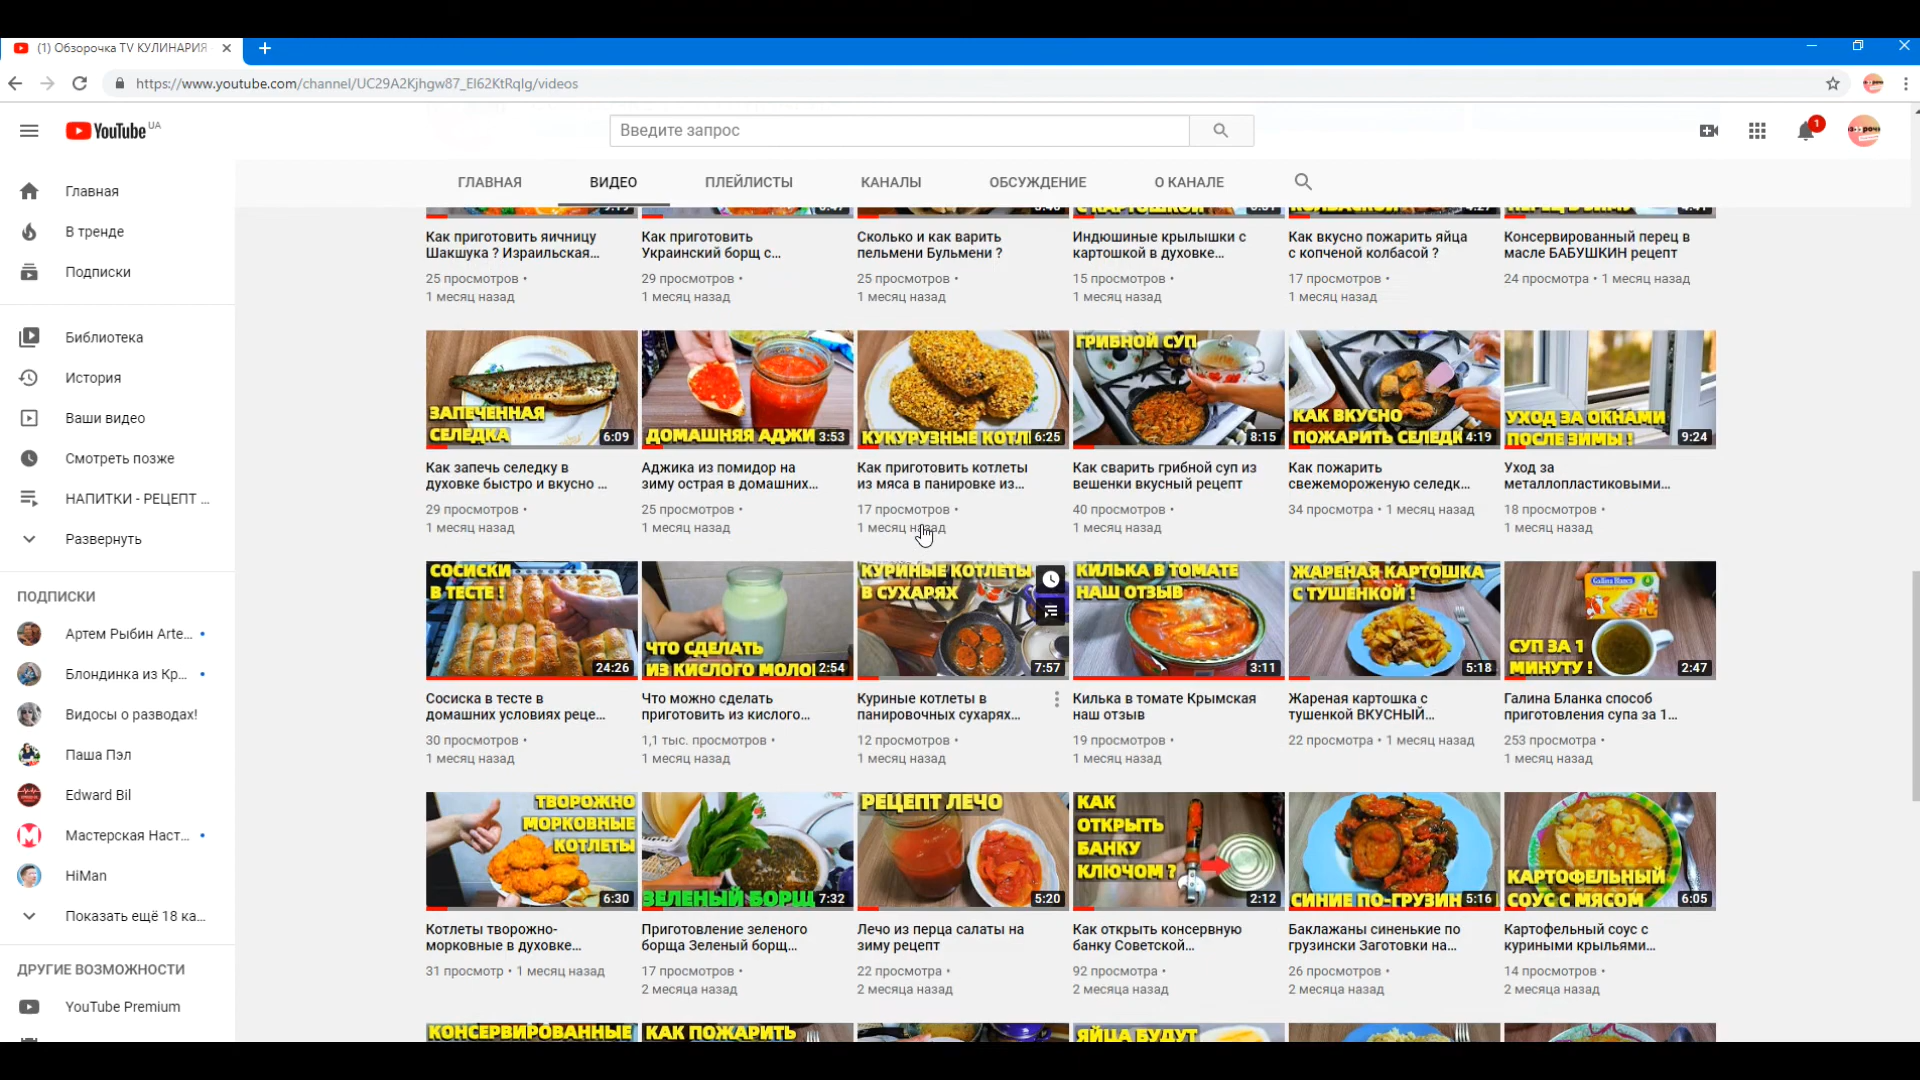 (1) Обзорочка TV КУЛИНАРИЯ
https://www.youtube.com/channel/UC29A2Kjhgw87_EI62KtRqIg/videos
YouTube UA
Введите запрос
1
ГЛАВНАЯ ВИДЕО ПЛЕЙЛИСТЫ КАНАЛЫ ОБСУЖДЕНИЕ О КАНАЛЕ
Главная
В тренде
Подписки
Библиотека
История
Ваши видео
Смотреть позже
НАПИТКИ - РЕЦЕПТ ...
Развернуть
ПОДПИСКИ
Артем Рыбин Arte...
Блондинка из Кр...
Видосы о разводах!
Паша Пэл
Edward Bil
Мастерская Наст...
HiMan
Показать ещё 18 ка...
ДРУГИЕ ВОЗМОЖНОСТИ
YouTube Premium
Как приготовить яичницу
Шакшука ? Израильская...
25 просмотров •
1 месяц назад
Как приготовить
Украинский борщ с...
29 просмотров •
1 месяц назад
Сколько и как варить
пельмени Бульмени ?
25 просмотров •
1 месяц назад
Индюшиные крылышки с
картошкой в духовке...
15 просмотров •
1 месяц назад
Как вкусно пожарить яйца
с копченой колбасой ?
17 просмотров •
1 месяц назад
Консервированный перец в
масле БАБУШКИН рецепт
24 просмотра • 1 месяц назад
ЗАПЕЧЕННАЯ
СЕЛЕДКА
6:09
Как запечь селедку в
духовке быстро и вкусно ...
29 просмотров •
1 месяц назад
ДОМАШНЯЯ АДЖИ
3:53
Аджика из помидор на
зиму острая в домашних...
25 просмотров •
1 месяц назад
КУКУРУЗНЫЕ КОТЛ
6:25
Как приготовить котлеты
из мяса в панировке из...
17 просмотров •
1 месяц назад
ГРИБНОЙ СУП
8:15
Как сварить грибной суп из
вешенки вкусный рецепт
40 просмотров •
1 месяц назад
КАК ВКУСНО
ПОЖАРИТЬ СЕЛЕДК
4:19
Как пожарить
свежемороженую селедк...
34 просмотра • 1 месяц назад
УХОД ЗА ОКНАМИ
ПОСЛЕ ЗИМЫ !
9:24
Уход за
металлопластиковыми...
18 просмотров •
1 месяц назад
СОСИСКИ
В ТЕСТЕ !
24:26
Сосиска в тесте в
домашних условиях реце...
30 просмотров •
1 месяц назад
ЧТО СДЕЛАТЬ
ИЗ КИСЛОГО МОЛО
2:54
Что можно сделать
приготовить из кислого...
1,1 тыс. просмотров •
1 месяц назад
КУРИНЫЕ КОТЛЕТЫ
В СУХАРЯХ
7:57
Куриные котлеты в
панировочных сухарях...
12 просмотров •
1 месяц назад
КИЛЬКА В ТОМАТЕ
НАШ ОТЗЫВ
3:11
Килька в томате Крымская
наш отзыв
19 просмотров •
1 месяц назад
ЖАРЕНАЯ КАРТОШКА
С ТУШЕНКОЙ !
5:18
Жареная картошка с
тушенкой ВКУСНЫЙ...
22 просмотра • 1 месяц назад
Gallina Blanca
СУП ЗА 1
МИНУТУ !
2:47
Галина Бланка способ
приготовления супа за 1...
253 просмотра •
1 месяц назад
ТВОРОЖНО
МОРКОВНЫЕ
КОТЛЕТЫ
6:30
Котлеты творожно-
морковные в духовке...
31 просмотр • 1 месяц назад
ЗЕЛЕНЫЙ БОРЩ
7:32
Приготовление зеленого
борща Зеленый борщ...
17 просмотров •
2 месяца назад
РЕЦЕПТ ЛЕЧО
5:20
Лечо из перца салаты на
зиму рецепт
22 просмотра •
2 месяца назад
КАК
ОТКРЫТЬ
БАНКУ
КЛЮЧОМ ?
2:12
Как открыть консервную
банку Советской...
92 просмотра •
2 месяца назад
СИНИЕ ПО-ГРУЗИН
5:16
Баклажаны синенькие по
грузински Заготовки на...
26 просмотров •
2 месяца назад
КАРТОФЕЛЬНЫЙ
СОУС С МЯСОМ
6:05
Картофельный соус с
куриными крыльями...
14 просмотров •
2 месяца назад
КОНСЕРВИРОВАННЫЕ
КАК ПОЖАРИТЬ
ЯЙЦА БУДУТ